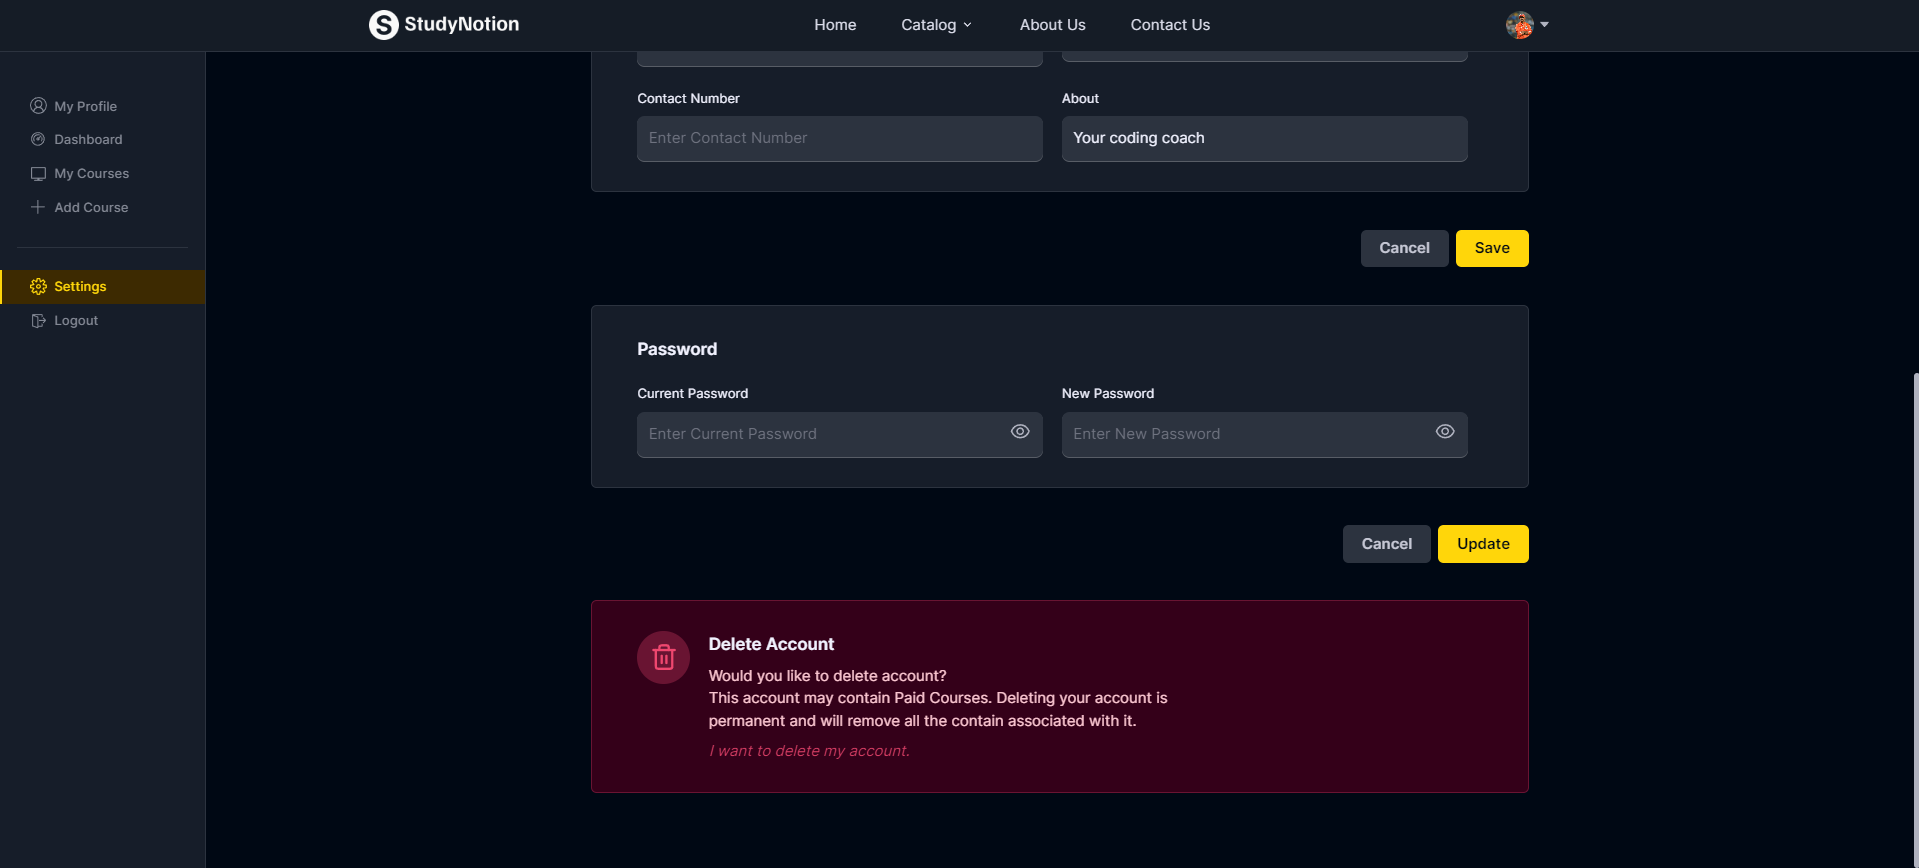 StudyNotion
Home
Catalog
About Us
Contact Us
My Profile
Dashboard
My Courses
Add Course
Settings
Logout
Contact Number
Enter Contact Number
About
Your coding coach
Cancel
Save
Password
Current Password
Enter Current Password
New Password
Enter New Password
Cancel
Update
Delete Account
Would you like to delete account?
This account may contain Paid Courses. Deleting your account is
permanent and will remove all the contain associated with it.
I want to delete my account.